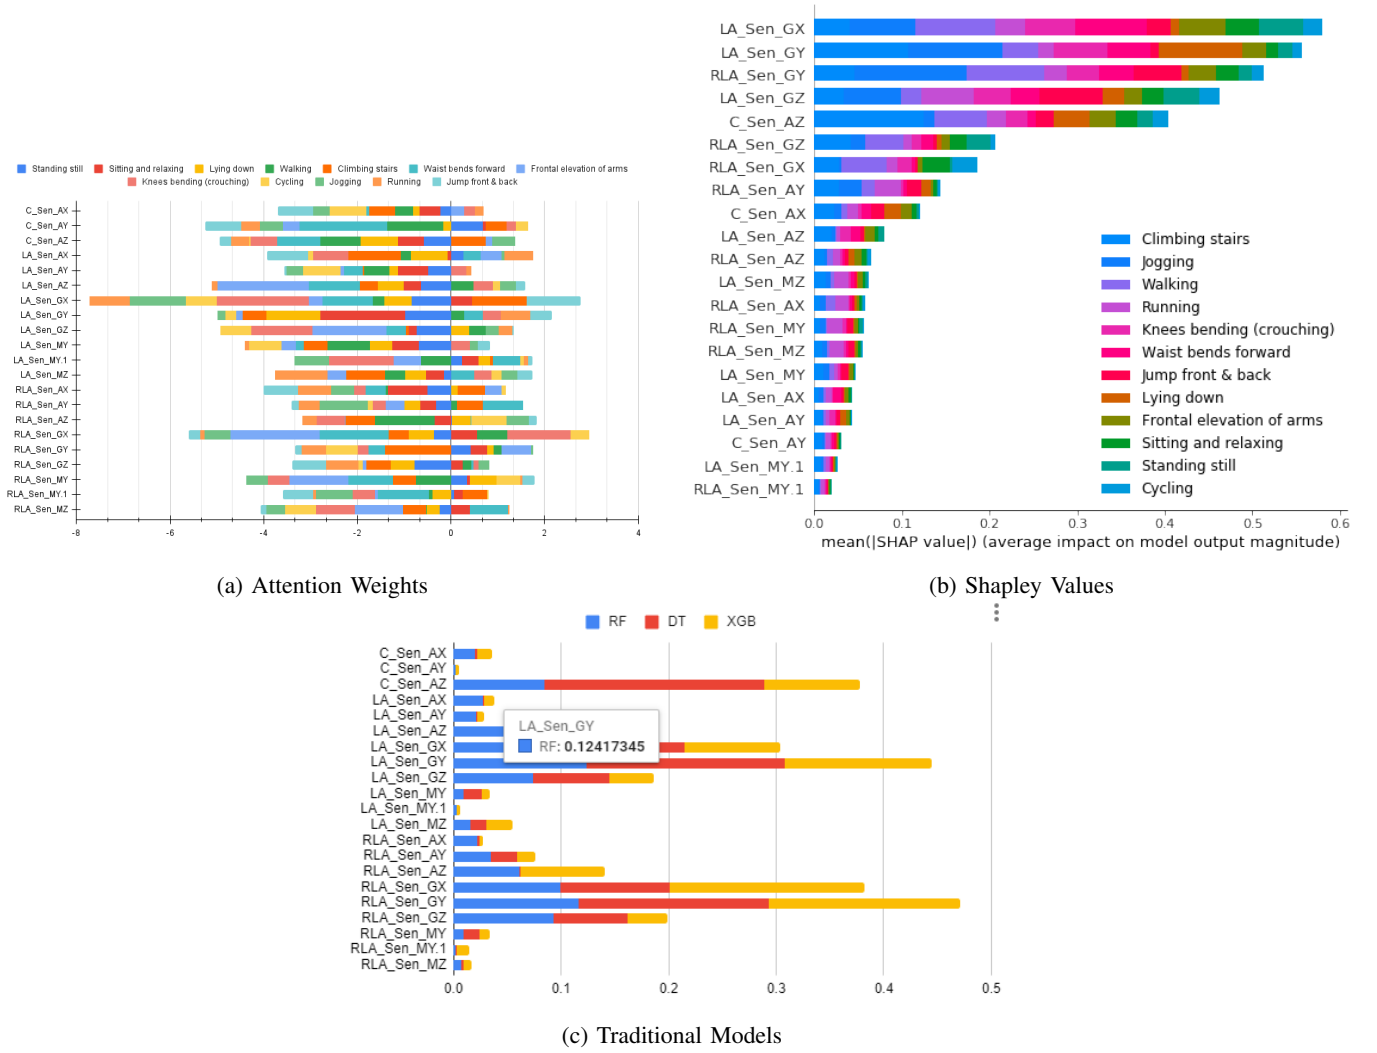 Standing still Sitting and relaxing Lying down Walking Climbing stairs Waist bends forward Frontal elevation of arms
Knees bending (crouching) Cycling Jogging Running Jump front & back
C_Sen_AX
C_Sen_AY
C_Sen_AZ
LA_Sen_AX
LA_Sen_AY
LA_Sen_AZ
LA_Sen_GX
LA_Sen_GY
LA_Sen_GZ
LA_Sen_MY
LA_Sen_MY.1
LA_Sen_MZ
RLA_Sen_AX
RLA_Sen_AY
RLA_Sen_AZ
RLA_Sen_GX
RLA_Sen_GY
RLA_Sen_GZ
RLA_Sen_MY
RLA_Sen_MY.1
RLA_Sen_MZ
-8 -6 -4 -2 0 2 4
(a) Attention Weights
LA_Sen_GX
LA_Sen_GY
RLA_Sen_GY
LA_Sen_GZ
C_Sen_AZ
RLA_Sen_GZ
RLA_Sen_GX
RLA_Sen_AY
C_Sen_AX
LA_Sen_AZ
RLA_Sen_AZ
LA_Sen_MZ
RLA_Sen_AX
RLA_Sen_MY
RLA_Sen_MZ
LA_Sen_MY
LA_Sen_AX
LA_Sen_AY
C_Sen_AY
LA_Sen_MY.1
RLA_Sen_MY.1
Climbing stairs
Jogging
Walking
Running
Knees bending (crouching)
Waist bends forward
Jump front & back
Lying down
Frontal elevation of arms
Sitting and relaxing
Standing still
Cycling
0.0 0.1 0.2 0.3 0.4 0.5 0.6
mean(|SHAP value|) (average impact on model output magnitude)
(b) Shapley Values
RF DT XGB
C_Sen_AX
C_Sen_AY
C_Sen_AZ
LA_Sen_AX
LA_Sen_AY
LA_Sen_AZ
LA_Sen_GX
LA_Sen_GY
LA_Sen_GZ
LA_Sen_MY
LA_Sen_MY.1
LA_Sen_MZ
RLA_Sen_AX
RLA_Sen_AY
RLA_Sen_AZ
RLA_Sen_GX
RLA_Sen_GY
RLA_Sen_GZ
RLA_Sen_MY
RLA_Sen_MY.1
RLA_Sen_MZ
LA_Sen_GY
RF: 0.12417345
0.0 0.1 0.2 0.3 0.4 0.5
(c) Traditional Models